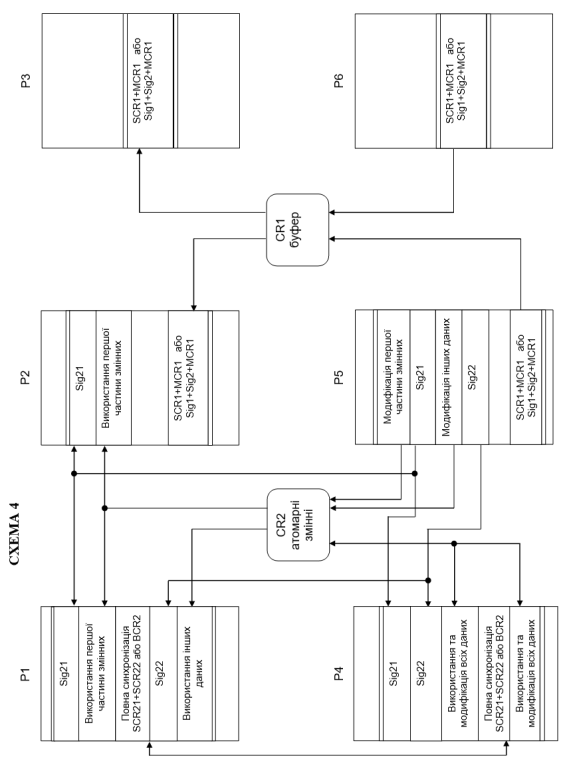 СХЕМА 4
P1
Sig21
Використання першої
частини змінних
Повна синхронізація
SCR21+SCR22 або BCR2
Sig22
Використання інших
даних
P2
Sig21
Використання першої
частини змінних
SCR1+MCR1 або
Sig1+Sig2+MCR1
P3
SCR1+MCR1 або
Sig1+Sig2+MCR1
CR2
атомарні
змінні
CR1
буфер
P4
Sig21
Sig22
Використання та
модифікація всіх даних
Повна синхронізація
SCR21+SCR22 або BCR2
Використання та
модифікація всіх даних
P5
Модифікація першої
частини змінних
Sig21
Модифікація інших даних
Sig22
SCR1+MCR1 або
Sig1+Sig2+MCR1
P6
SCR1+MCR1 або
Sig1+Sig2+MCR1